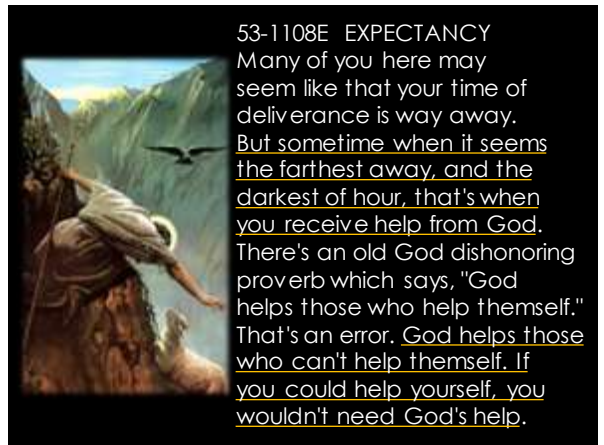 53-1108E EXPECTANCY
Many of you here may
seem like that your time of
deliverance is way away.
But sometime when it seems
the farthest away, and the
darkest of hour, that's when
you receive help from God.
There's an old God dishonoring
proverb which says, "God
helps those who help themself."
That's an error. God helps those
who can't help themself. If
you could help yourself, you
wouldn't need God's help.